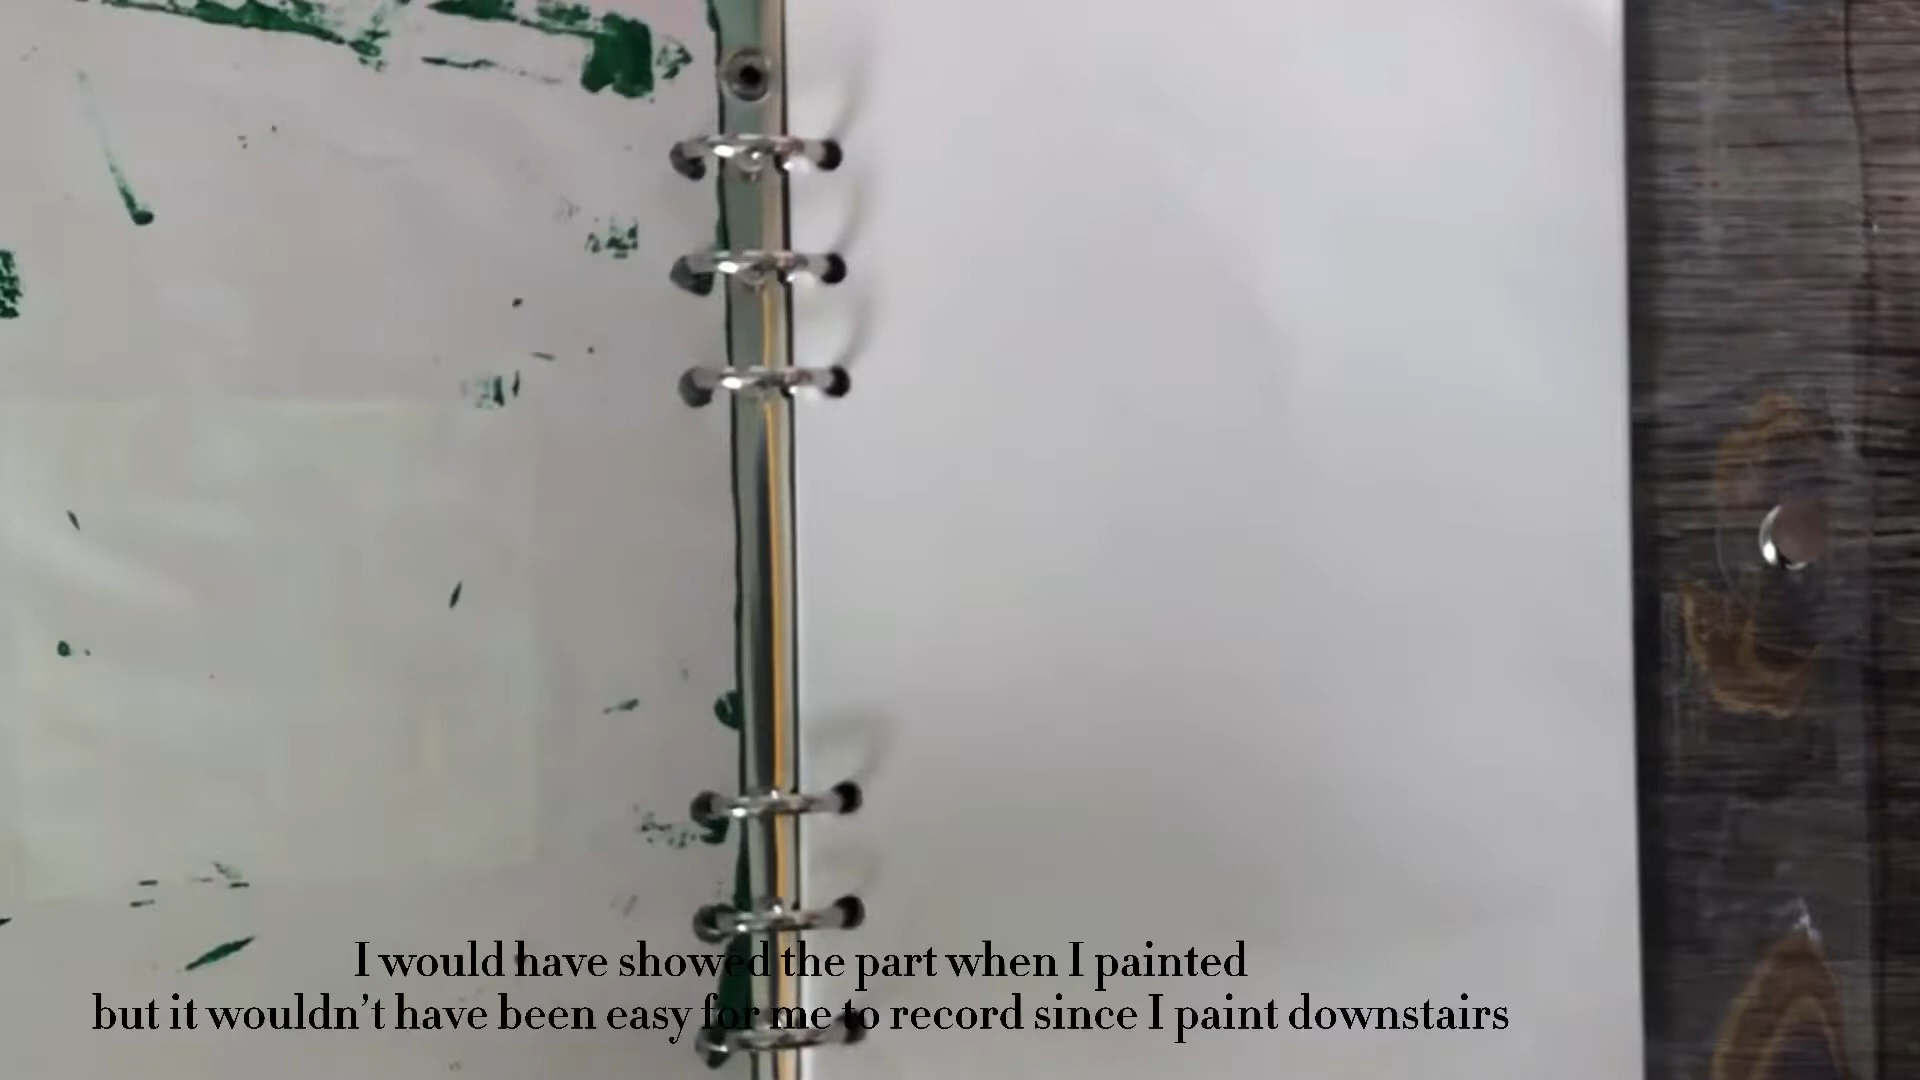 I would have showed the part when I painted
but it wouldn't have been easy for me to record since I paint downstairs